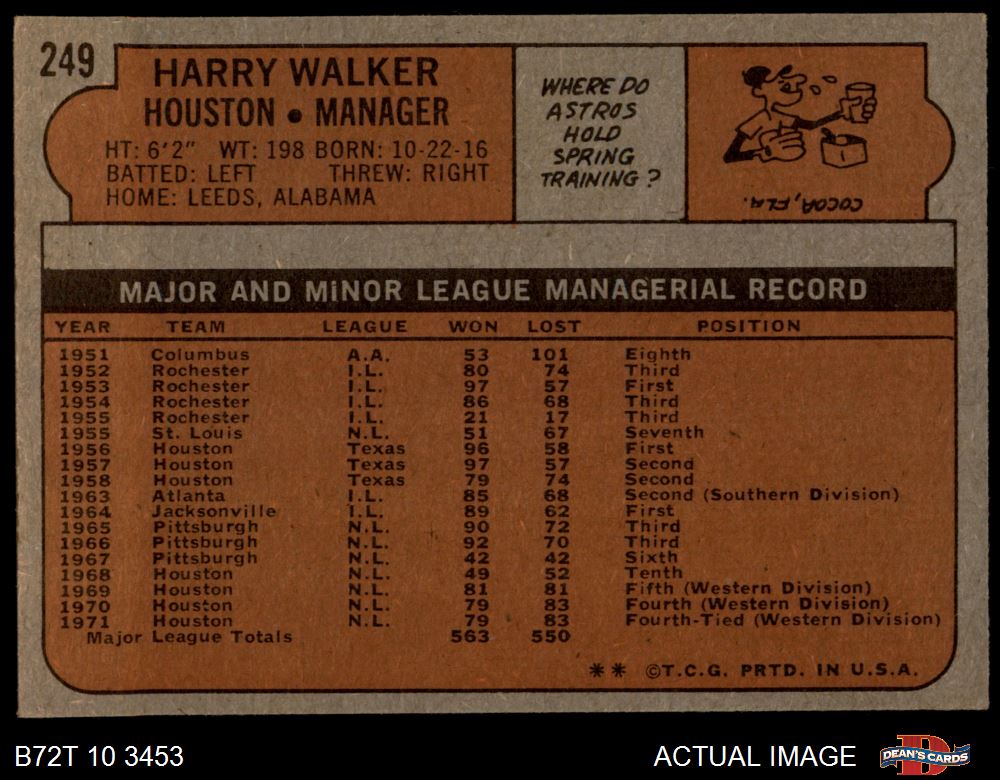 249
HARRY WALKER
HOUSTON • MANAGER
HT: 6'2" WT: 198 BORN: 10-22-16
BATTED: LEFT THREW: RIGHT
HOME: LEEDS, ALABAMA
WHERE DO
ASTROS
HOLD
SPRING
TRAINING?
COCOA, FLA.
MAJOR AND MINOR LEAGUE MANAGERIAL RECORD
YEAR TEAM LEAGUE WON LOST POSITION
1951 Columbus A.A. 53 101 Eighth
1952 Rochester I.L. 80 74 Third
1953 Rochester I.L. 97 57 First
1954 Rochester I.L. 86 68 Third
1955 Rochester I.L. 21 17 Third
1955 St. Louis N.L. 51 67 Seventh
1956 Houston Texas 96 58 First
1957 Houston Texas 97 57 Second
1958 Houston Texas 79 74 Second
1963 Atlanta I.L. 85 68 Second (Southern Division)
1964 Jacksonville I.L. 89 62 First
1965 Pittsburgh N.L. 90 72 Third
1966 Pittsburgh N.L. 92 70 Third
1967 Pittsburgh N.L. 42 42 Sixth
1968 Houston N.L. 49 52 Tenth
1969 Houston N.L. 81 81 Fifth (Western Division)
1970 Houston N.L. 79 83 Fourth (Western Division)
1971 Houston N.L. 79 83 Fourth-Tied (Western Division)
Major League Totals 563 550
** ©T.C.G. PRTD. IN U.S.A.
B72T 10 3453
ACTUAL IMAGE
DEAN'S CARDS